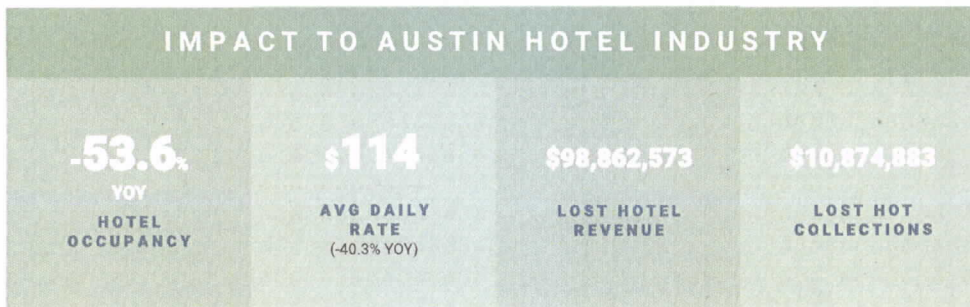 IMPACT TO AUSTIN HOTEL INDUSTRY
-53.6%
YOY
HOTEL
OCCUPANCY
$114
AVG DAILY
RATE
(-40.3% YOY)
$98,862,573
LOST HOTEL
REVENUE
$10,874,883
LOST HOT
COLLECTIONS